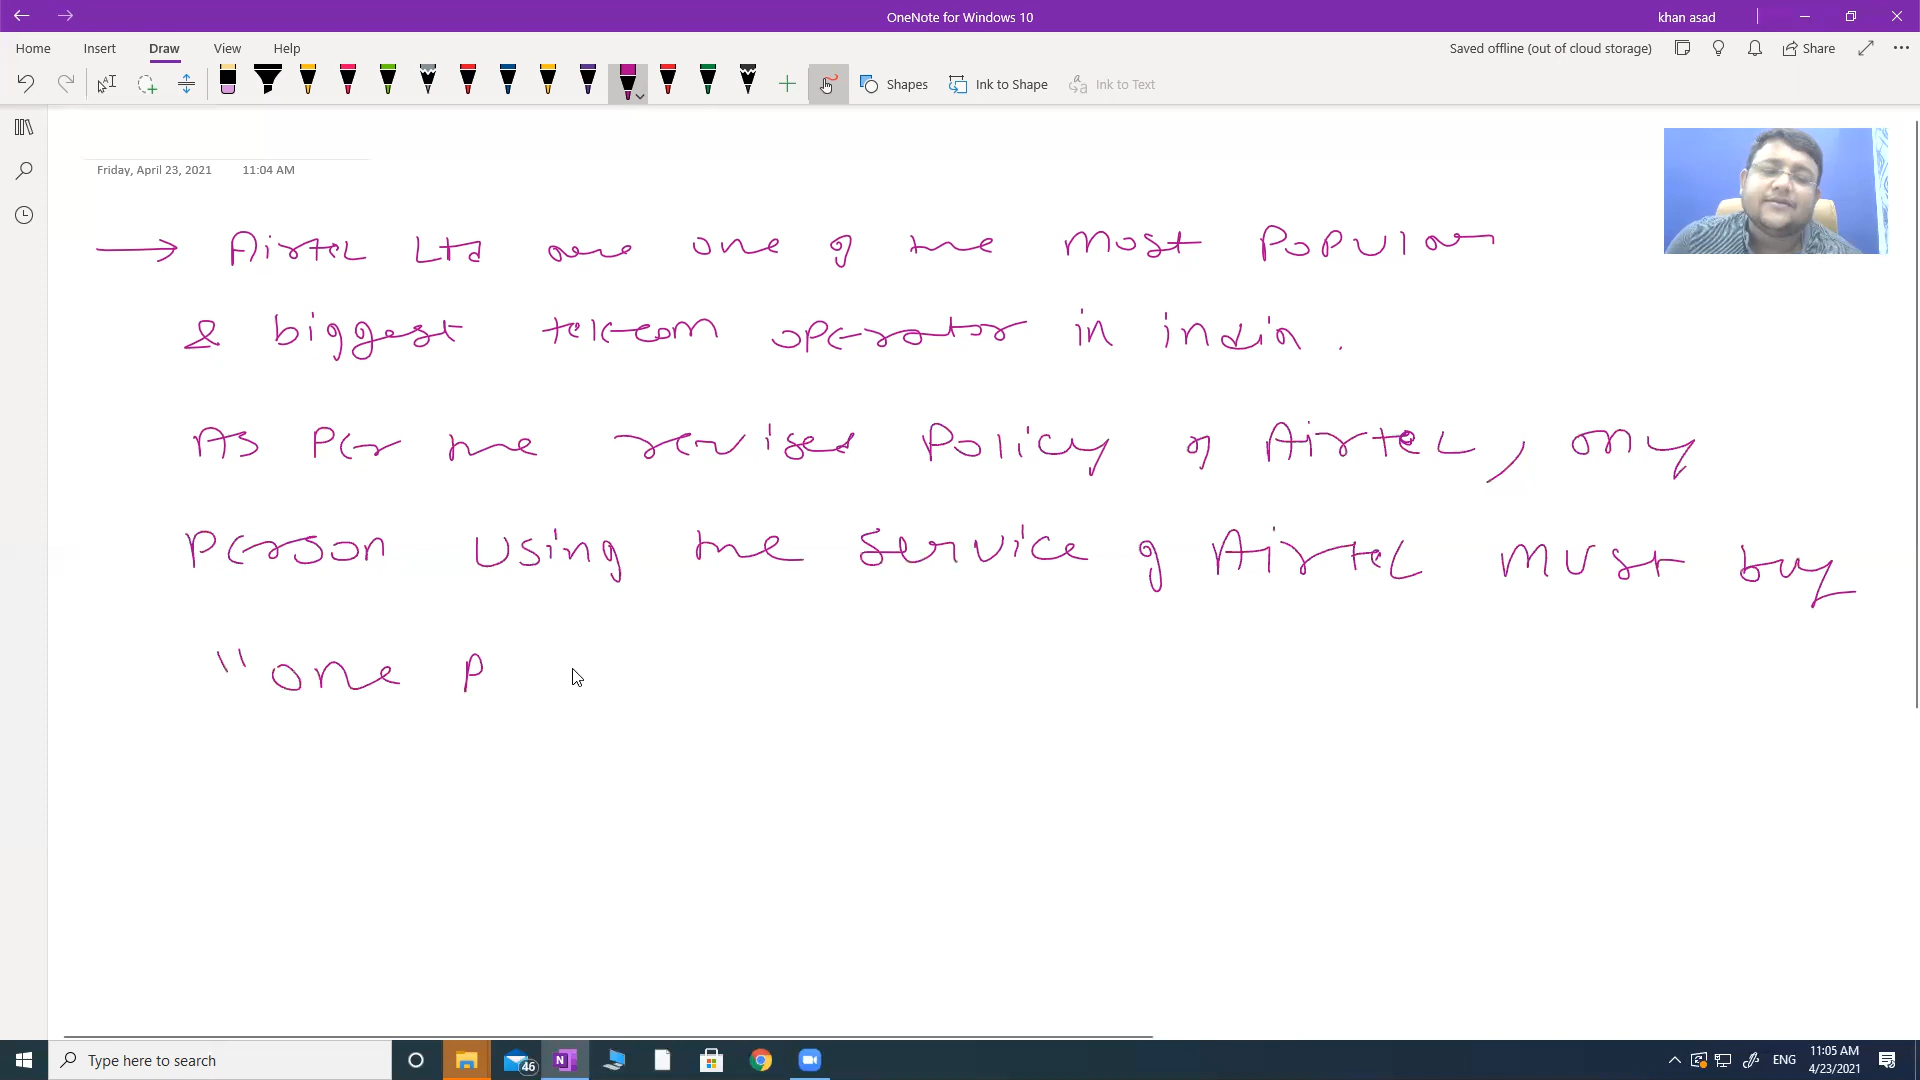 OneNote for Windows 10
khan asad
Home Insert Draw View Help
Saved offline (out of cloud storage)
Share
Shapes
Ink to Shape
Ink to Text
Friday, April 23, 2021 11:04 AM
→ Airtel Ltd are one of the most Popular
& biggest telecom operator in india.
As Per the revised Policy of Airtel, any
Person using the service of Airtel must buy
"one P
Type here to search
46
ENG
11:05 AM
4/23/2021